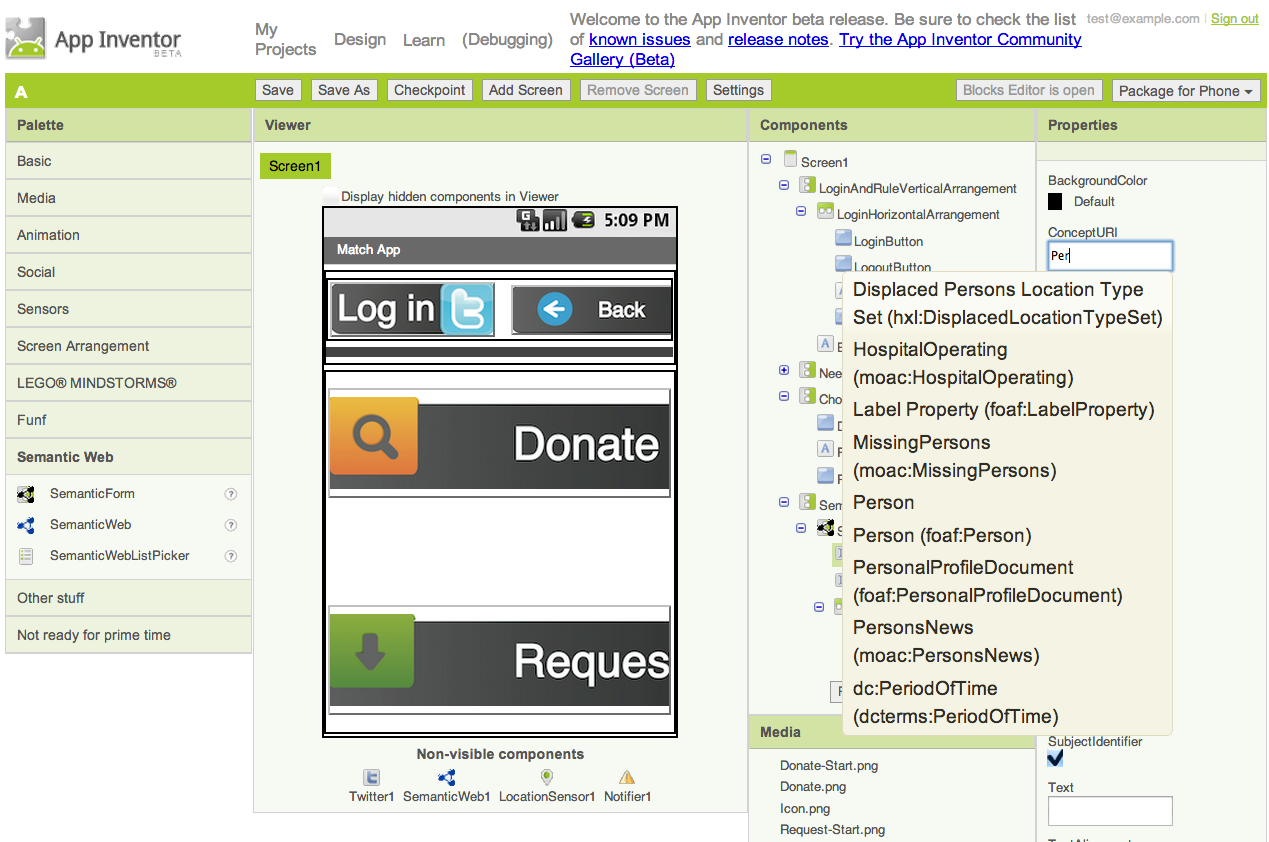 App Inventor
BETA
My
Projects
Design
Learn
(Debugging)
Welcome to the App Inventor beta release. Be sure to check the list
of known issues and release notes. Try the App Inventor Community
Gallery (Beta)
test@example.com | Sign out
A
Save
Save As
Checkpoint
Add Screen
Remove Screen
Settings
Blocks Editor is open
Package for Phone
Palette
Basic
Media
Animation
Social
Sensors
Screen Arrangement
LEGO® MINDSTORMS®
Funf
Semantic Web
SemanticForm ?
SemanticWeb ?
SemanticWebListPicker ?
Other stuff
Not ready for prime time
Viewer
Screen1
Display hidden components in Viewer
5:09 PM
Match App
Log in
Back
Donate
Reques
Non-visible components
Twitter1 SemanticWeb1 LocationSensor1 Notifier1
Components
Screen1
LoginAndRuleVerticalArrangement
LoginHorizontalArrangement
LoginButton
LogoutButton
Nee
Cho
Sem
Media
Donate-Start.png
Donate.png
Icon.png
Request-Start.png
Properties
BackgroundColor
Default
ConceptURI
Per
Displaced Persons Location Type
Set (hxl:DisplacedLocationTypeSet)
HospitalOperating
(moac:HospitalOperating)
Label Property (foaf:LabelProperty)
MissingPersons
(moac:MissingPersons)
Person
Person (foaf:Person)
PersonalProfileDocument
(foaf:PersonalProfileDocument)
PersonsNews
(moac:PersonsNews)
dc:PeriodOfTime
(dcterms:PeriodOfTime)
SubjectIdentifier
Text